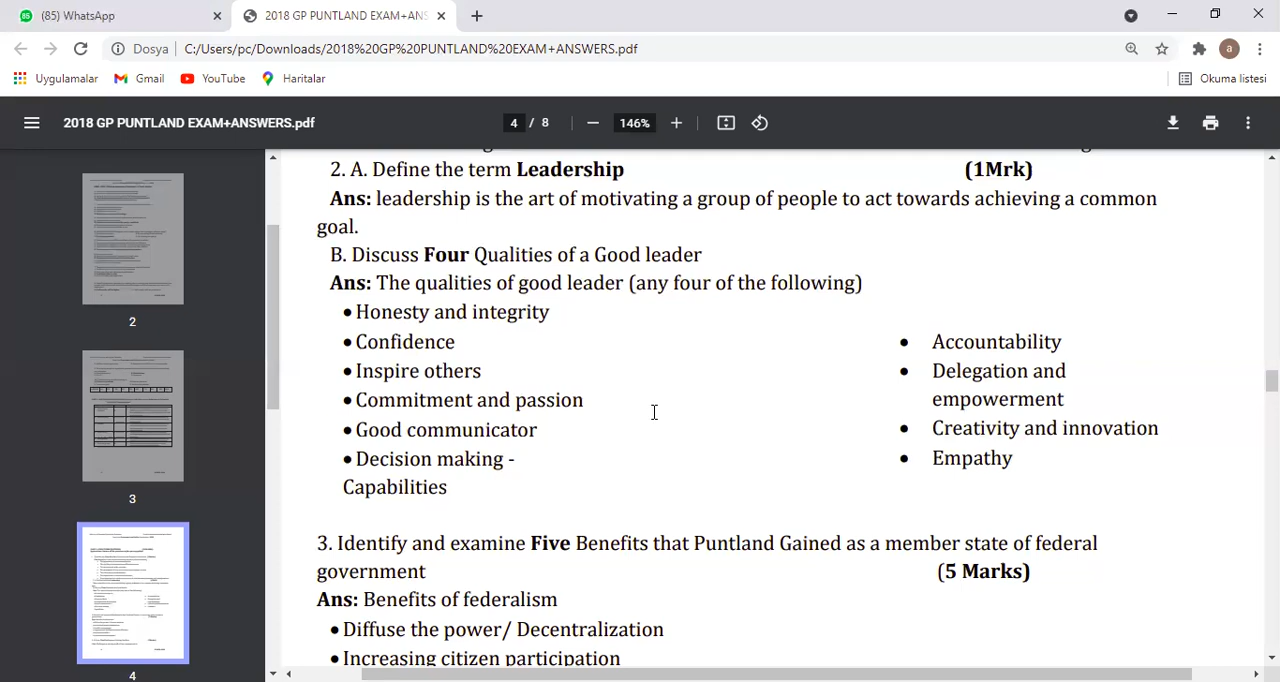 (85) WhatsApp
2018 GP PUNTLAND EXAM+ANS
Dosya C:/Users/pc/Downloads/2018%20GP%20PUNTLAND%20EXAM+ANSWERS.pdf
a
Uygulamalar Gmail YouTube Haritalar Okuma listesi
2018 GP PUNTLAND EXAM+ANSWERS.pdf 4 / 8 146%
2
3
4
2. A. Define the term Leadership (1Mrk)
Ans: leadership is the art of motivating a group of people to act towards achieving a common
goal.
B. Discuss Four Qualities of a Good leader
Ans: The qualities of good leader (any four of the following)
• Honesty and integrity
• Confidence
• Inspire others
• Commitment and passion
• Good communicator
• Decision making -
Capabilities
• Accountability
• Delegation and
empowerment
• Creativity and innovation
• Empathy
3. Identify and examine Five Benefits that Puntland Gained as a member state of federal
government (5 Marks)
Ans: Benefits of federalism
• Diffuse the power/ Decentralization
• Increasing citizen participation